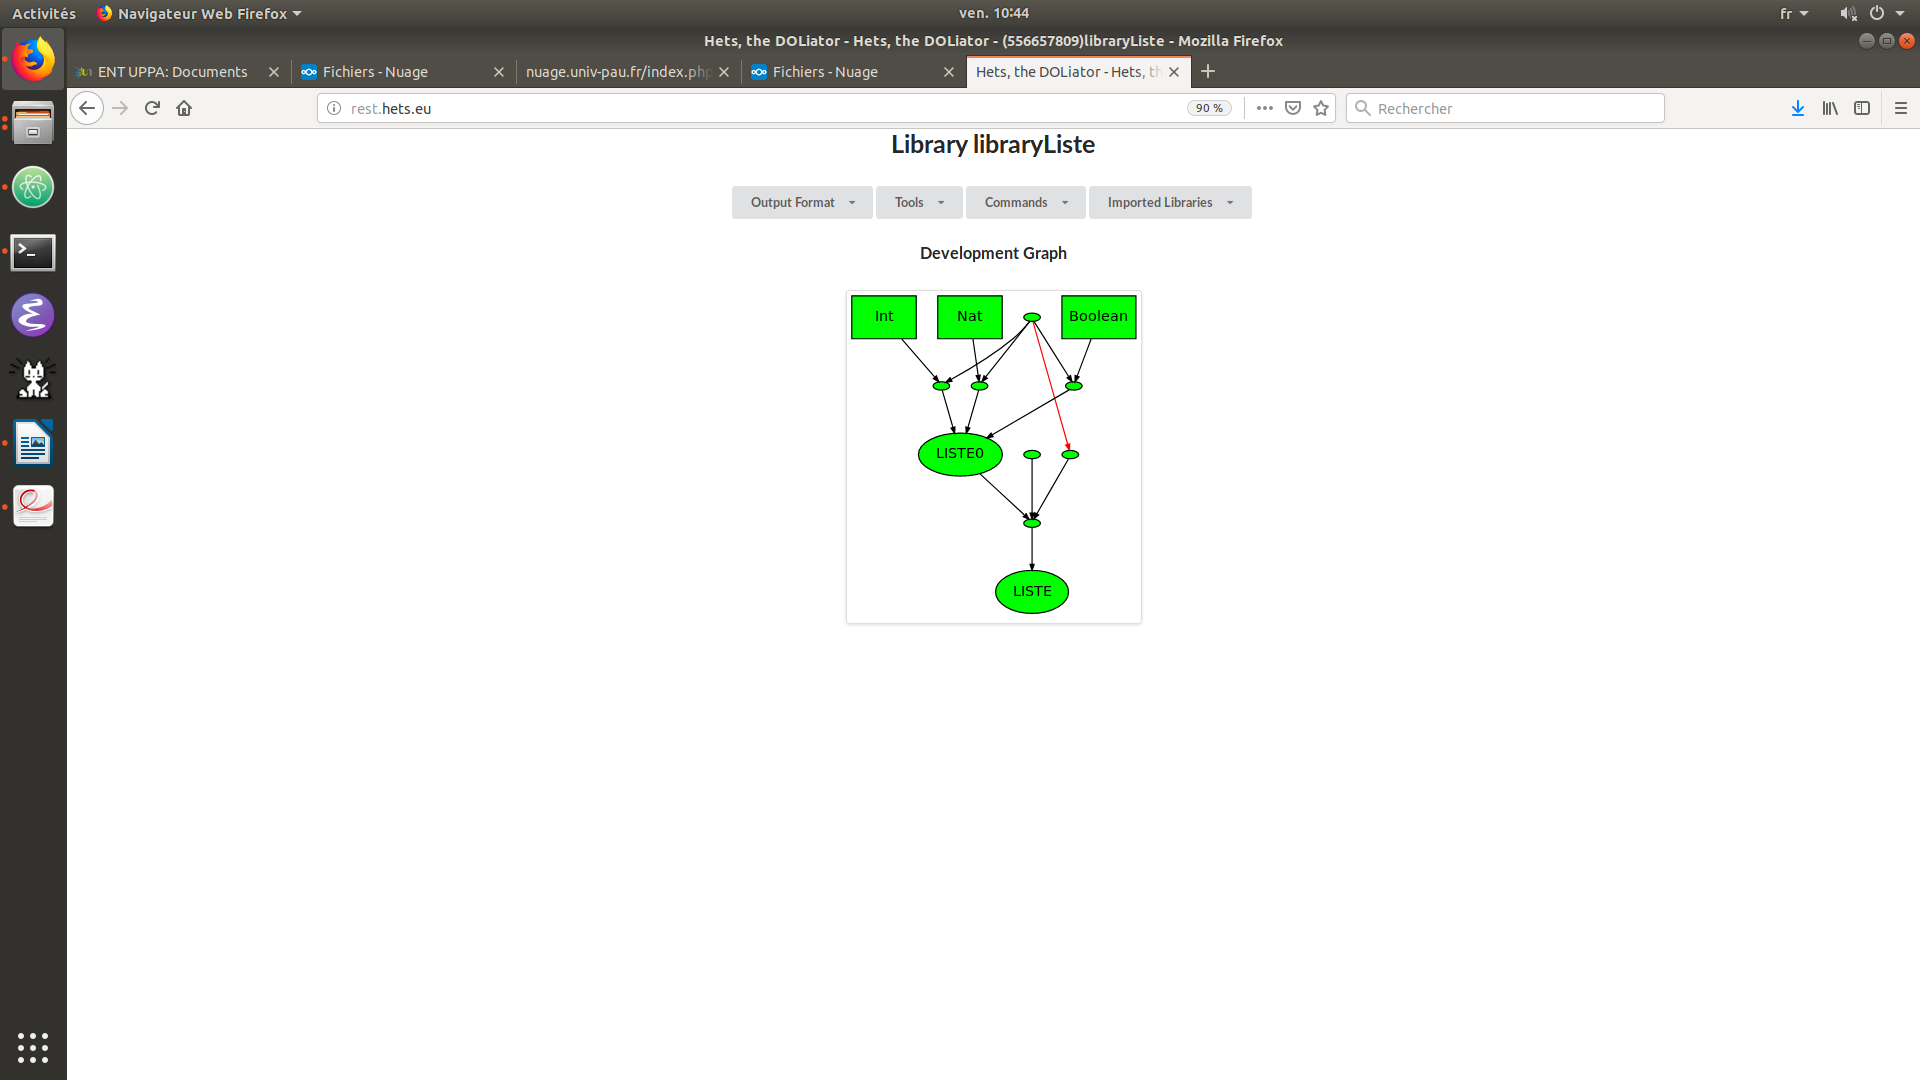 Activités Navigateur Web Firefox ven. 10:44 fr
Hets, the DOLiator - Hets, the DOLiator - (556657809)libraryListe - Mozilla Firefox
ENT UPPA: Documents Fichiers - Nuage nuage.univ-pau.fr/index.php Fichiers - Nuage Hets, the DOLiator - Hets, th
rest.hets.eu 90 % Rechercher
Library libraryListe
Output Format Tools Commands Imported Libraries
Development Graph
Int Nat Boolean
LISTE0
LISTE